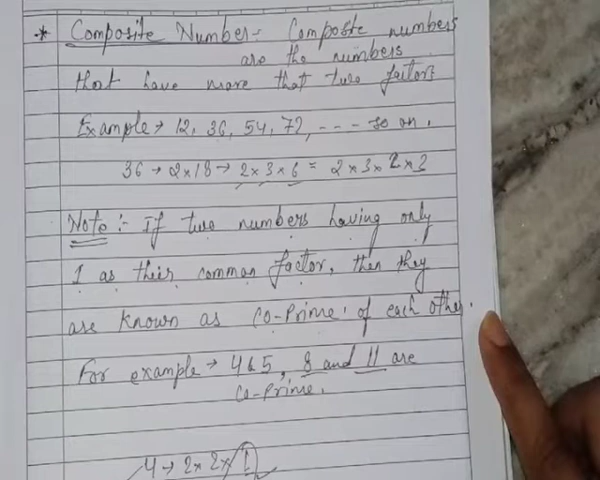 * Composite Number:- Composite numbers
are the numbers
that have more that two factors
Example → 12, 36, 54, 72, ---- so on.
36 → 2×18 → 2×3×6 = 2×3×2×3
Note :- If two numbers having only
1 as their common factor, then they
are known as co-Prime. of each other.
For example → 4 & 5, 8 and 11 are
Co-Prime.
4 → 2×2×1